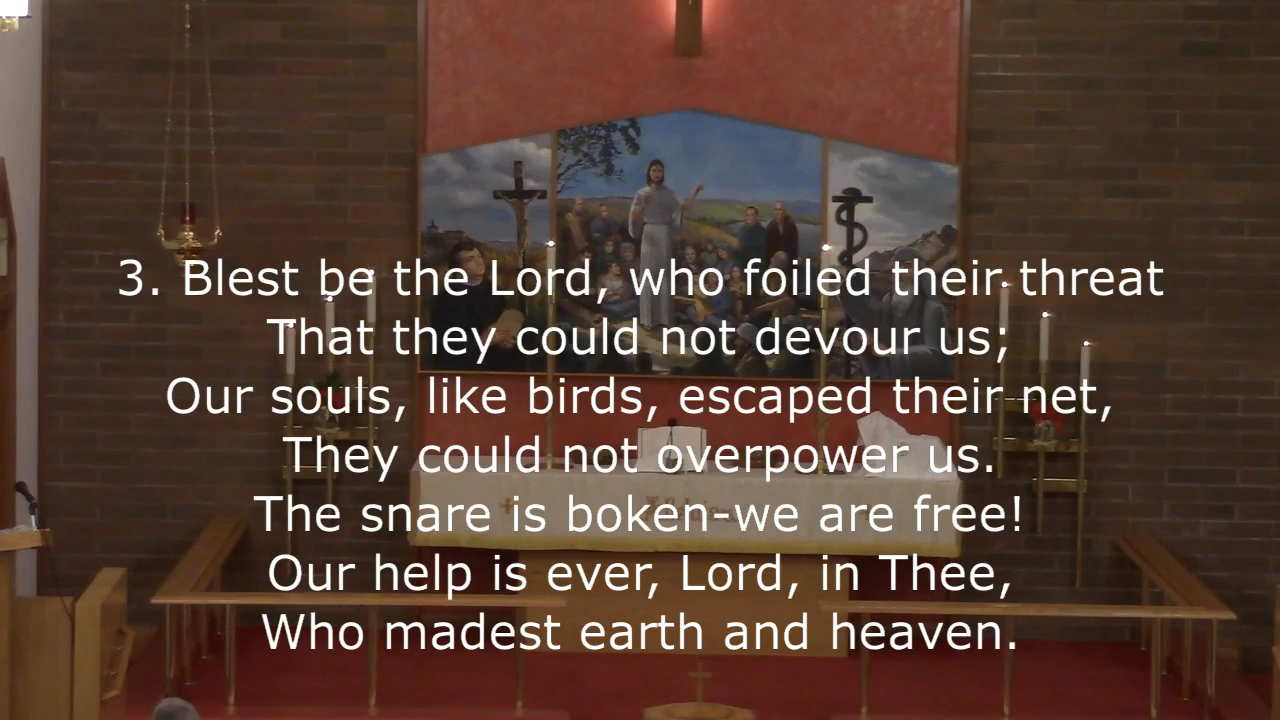 3. Blest be the Lord, who foiled their threat
That they could not devour us;
Our souls, like birds, escaped their net,
They could not overpower us.
The snare is boken-we are free!
Our help is ever, Lord, in Thee,
Who madest earth and heaven.